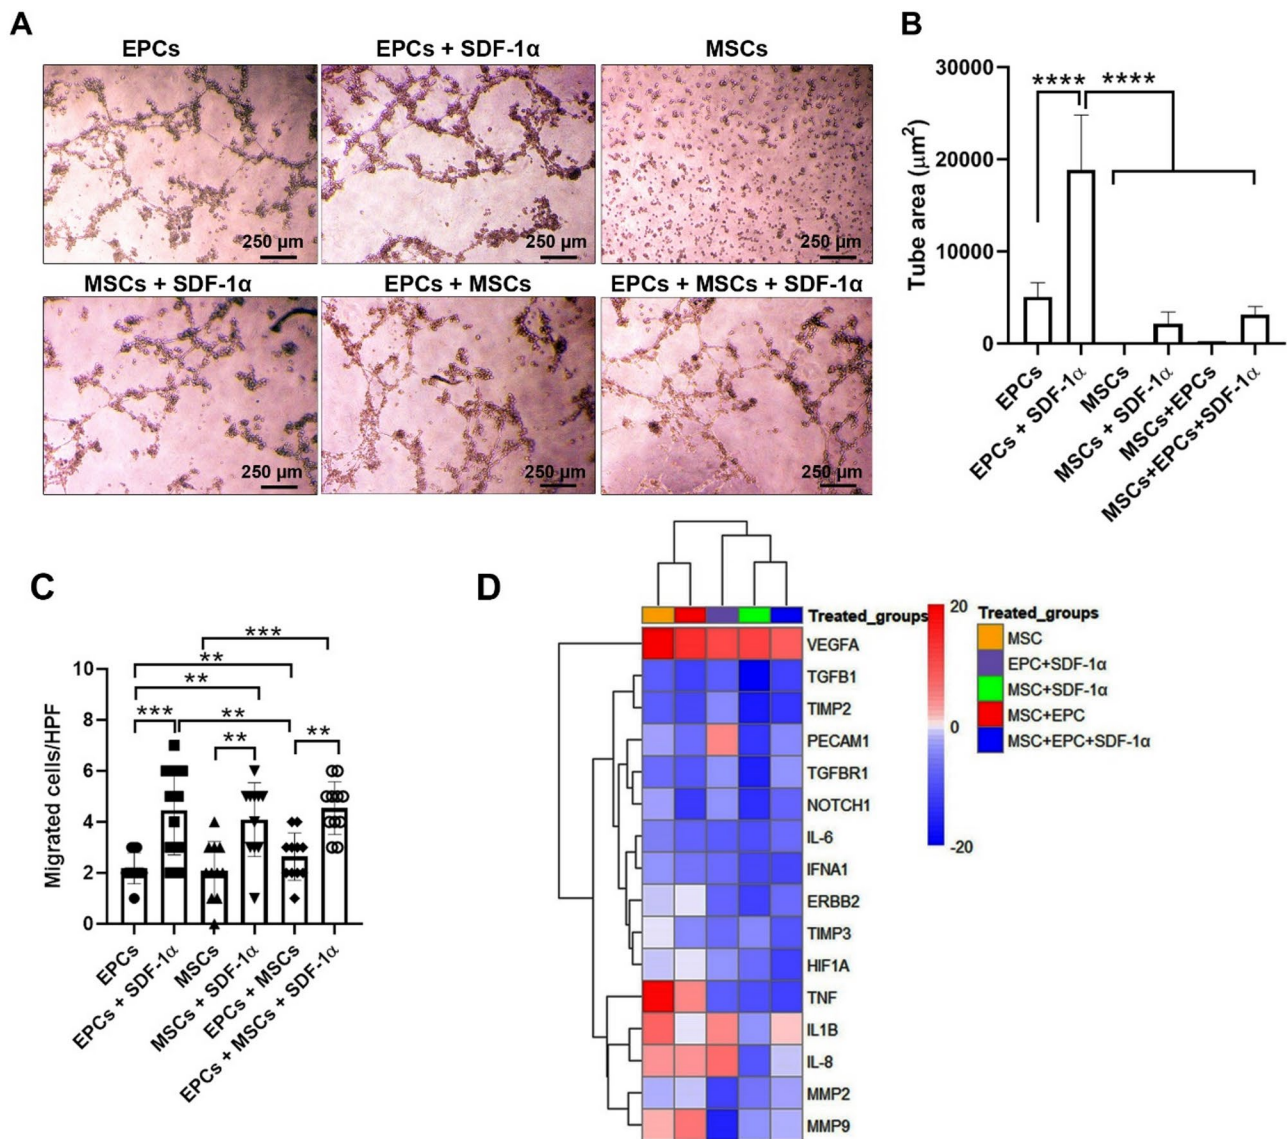 A
EPCs
EPCs + SDF-1α
MSCs
250 µm
250 µm
250 µm
MSCs + SDF-1α
EPCs + MSCs
EPCs + MSCs + SDF-1α
250 µm
250 µm
250 µm
B
Tube area (µm²)
30000
20000
10000
0
****
****
EPCs
EPCs + SDF-1α
MSCs
MSCs + SDF-1α
MSCs+EPCs
MSCs+EPCs+SDF-1α
C
Migrated cells/HPF
10
8
6
4
2
0
***
**
**
***
**
**
**
EPCs
EPCs + SDF-1α
MSCs
MSCs + SDF-1α
EPCs + MSCs
EPCs + MSCs + SDF-1α
D
Treated_groups
VEGFA
TGFB1
TIMP2
PECAM1
TGFBR1
NOTCH1
IL-6
IFNA1
ERBB2
TIMP3
HIF1A
TNF
IL1B
IL-8
MMP2
MMP9
20
0
-20
Treated_groups
MSC
EPC+SDF-1α
MSC+SDF-1α
MSC+EPC
MSC+EPC+SDF-1α